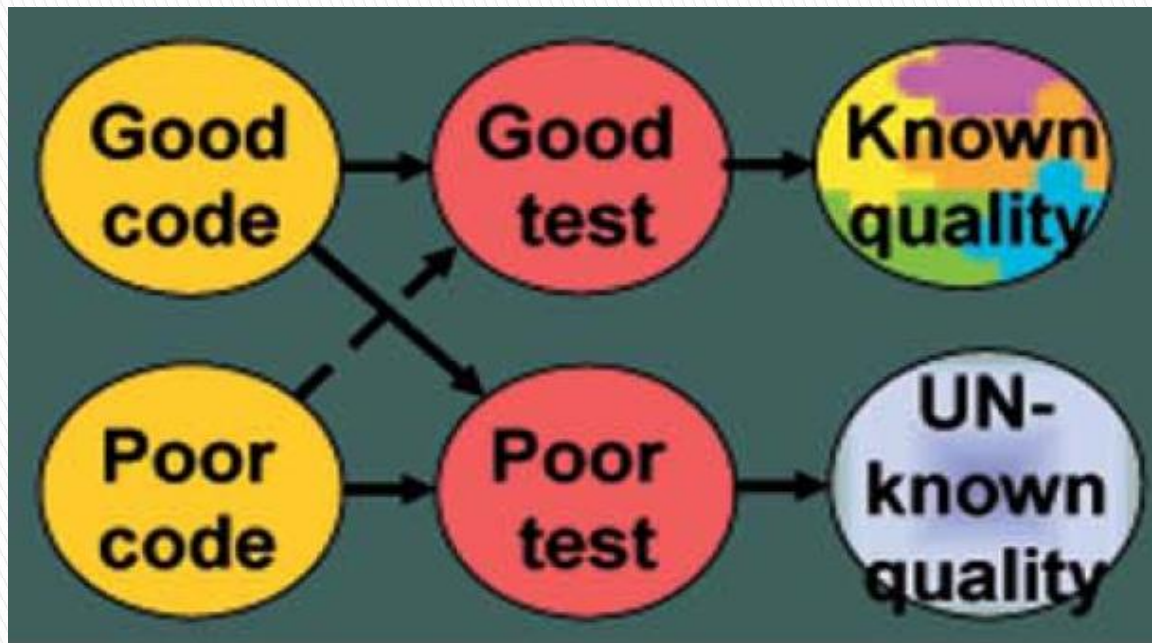 Good
code
Good
test
Known
quality
Poor
code
Poor
test
UN-
known
quality